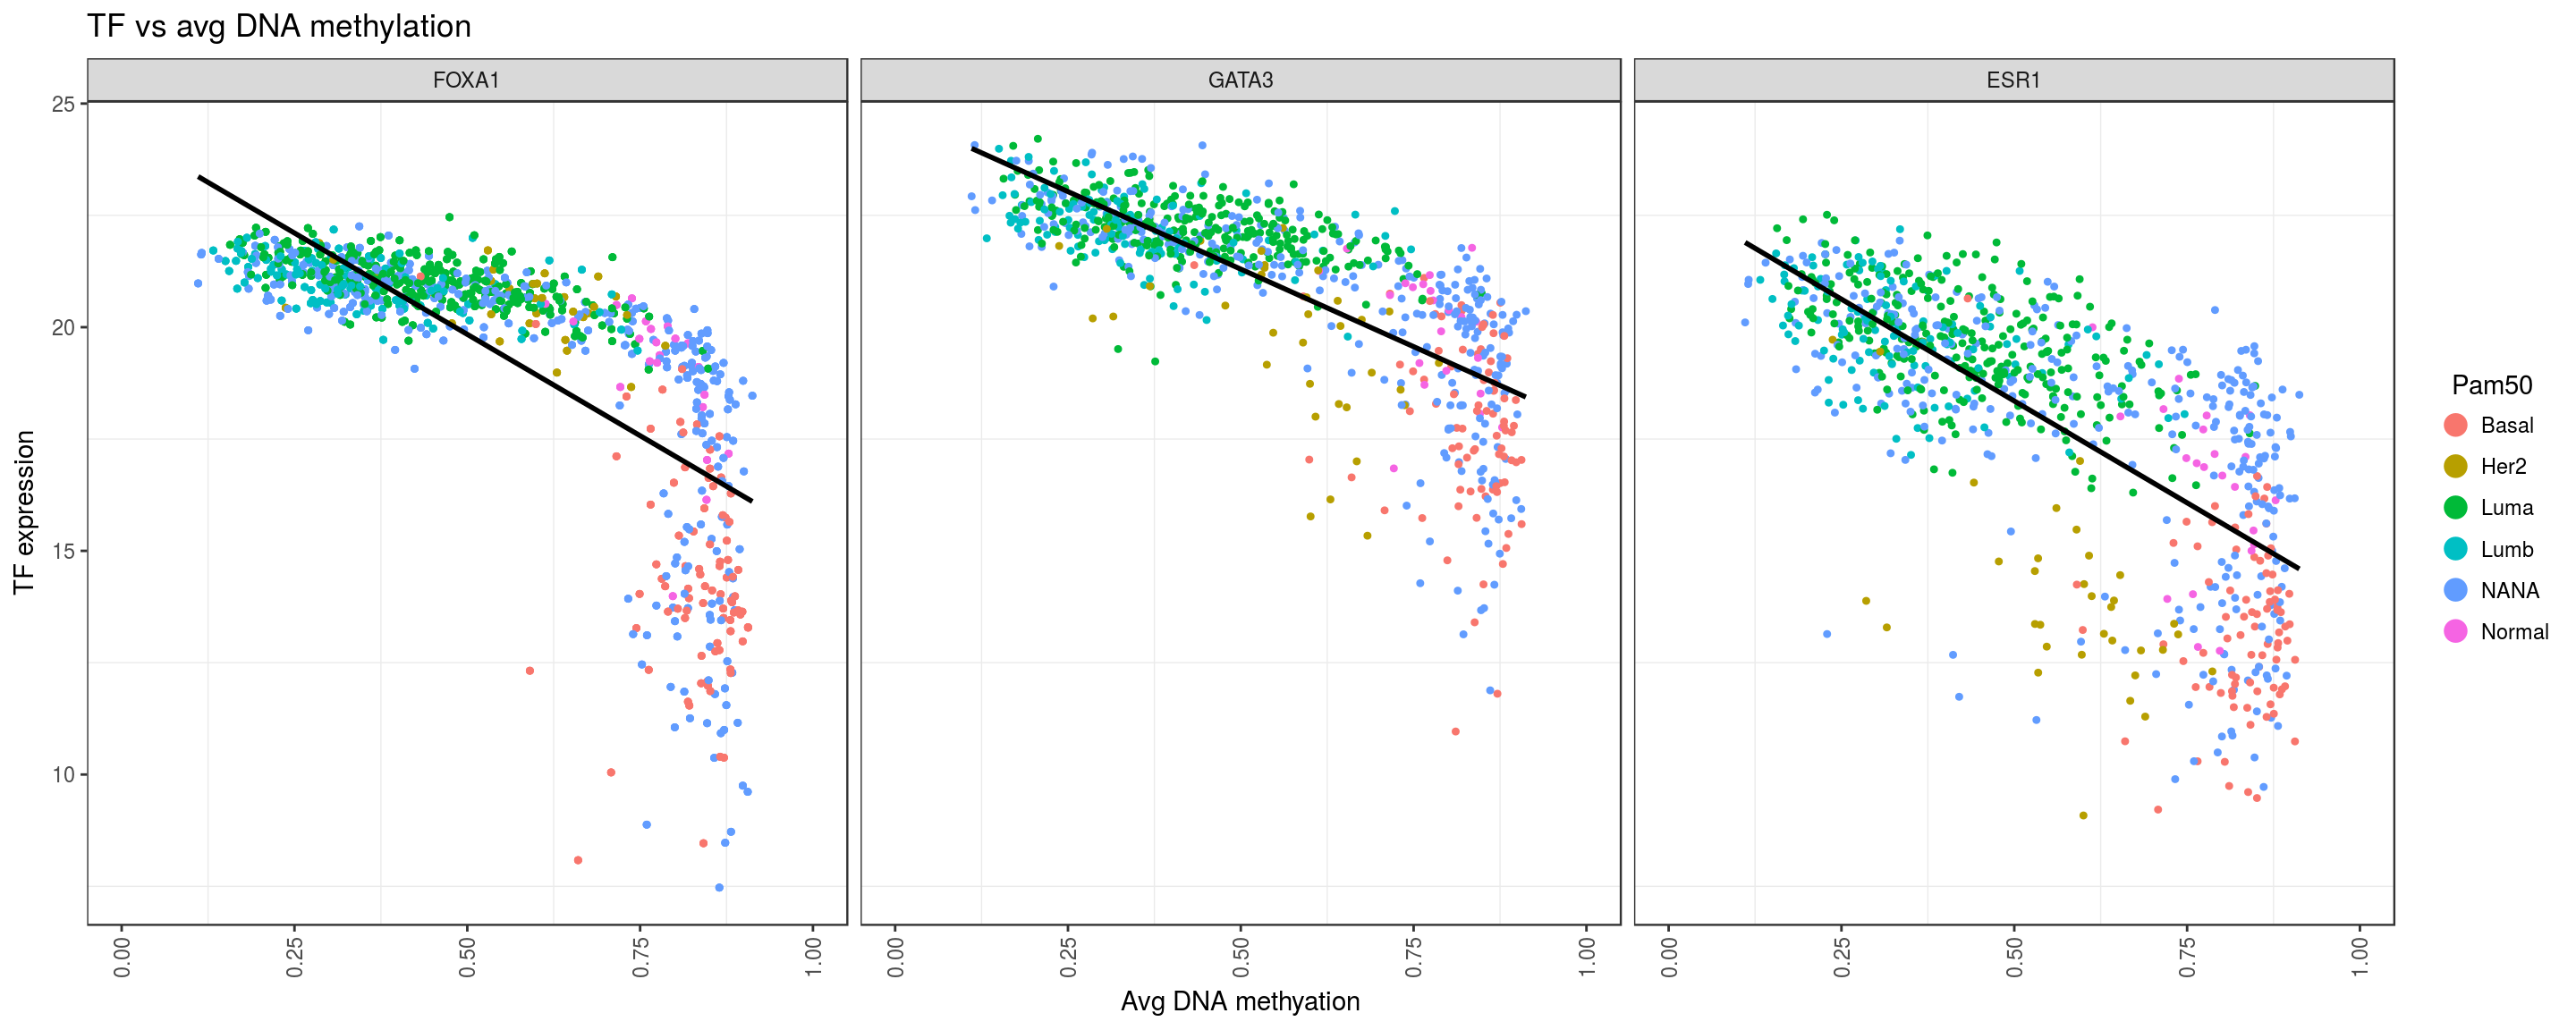 TF vs avg DNA methylation
FOXA1
GATA3
ESR1
TF expression
25
20
15
10
0.00
0.25
0.50
0.75
1.00
0.00
0.25
0.50
0.75
1.00
0.00
0.25
0.50
0.75
1.00
Avg DNA methyation
Pam50
Basal
Her2
Luma
Lumb
NANA
Normal